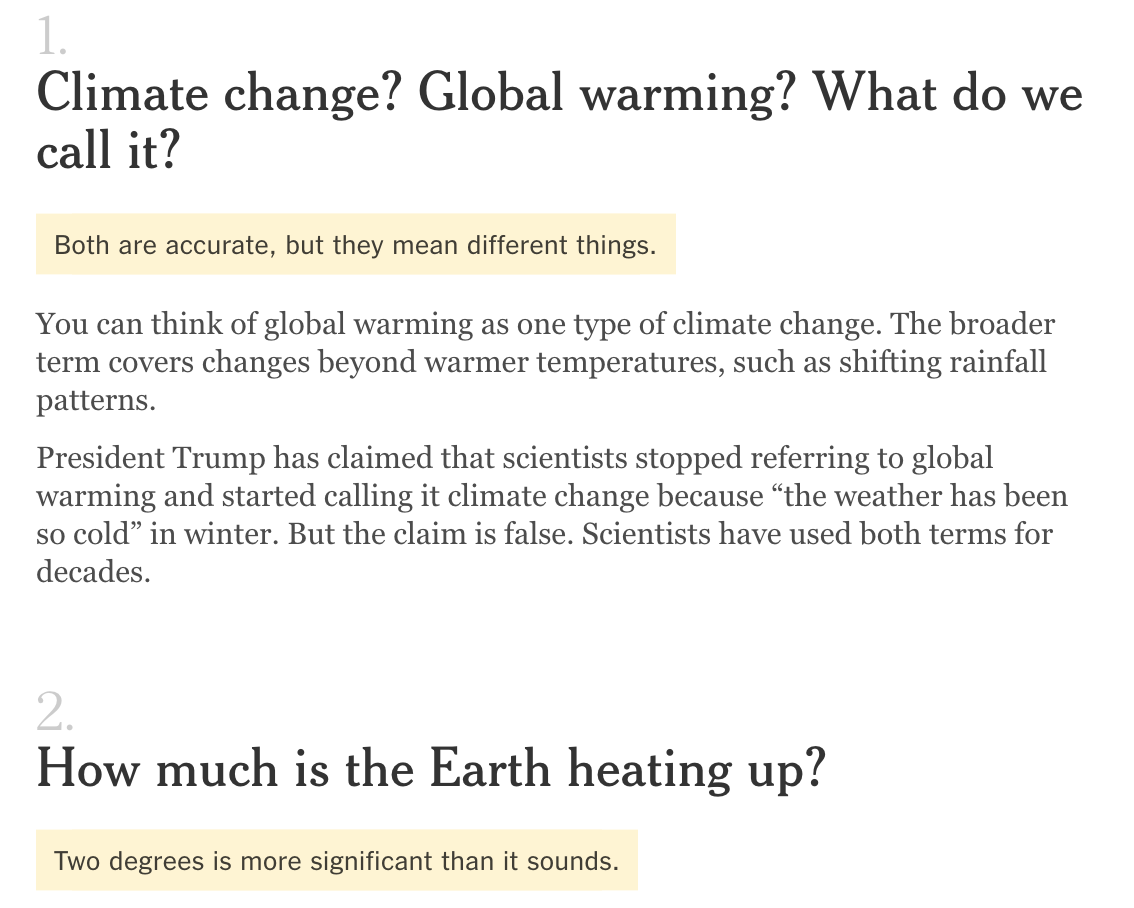 1.
Climate change? Global warming? What do we
call it?
Both are accurate, but they mean different things.
You can think of global warming as one type of climate change. The broader
term covers changes beyond warmer temperatures, such as shifting rainfall
patterns.
President Trump has claimed that scientists stopped referring to global
warming and started calling it climate change because “the weather has been
so cold” in winter. But the claim is false. Scientists have used both terms for
decades.
2.
How much is the Earth heating up?
Two degrees is more significant than it sounds.